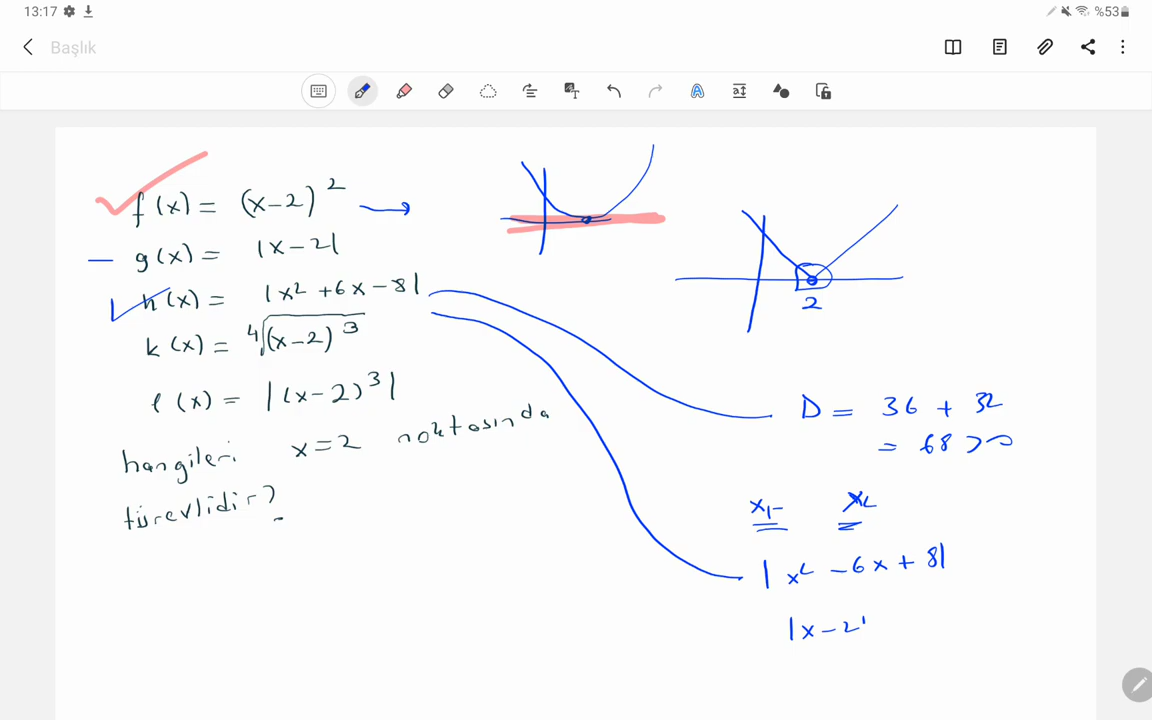 13:17 %53
Başlık
f(x) = (x-2)²
g(x) = |x-2|
h(x) = |x² + 6x - 8|
k(x) = ⁴√(x-2)³
l(x) = |(x-2)³|
hangileri x=2 noktasında
türevlidir?
2
D = 36 + 32
= 68 > 0
x₁ x₂
|x² - 6x + 8|
|x-2|